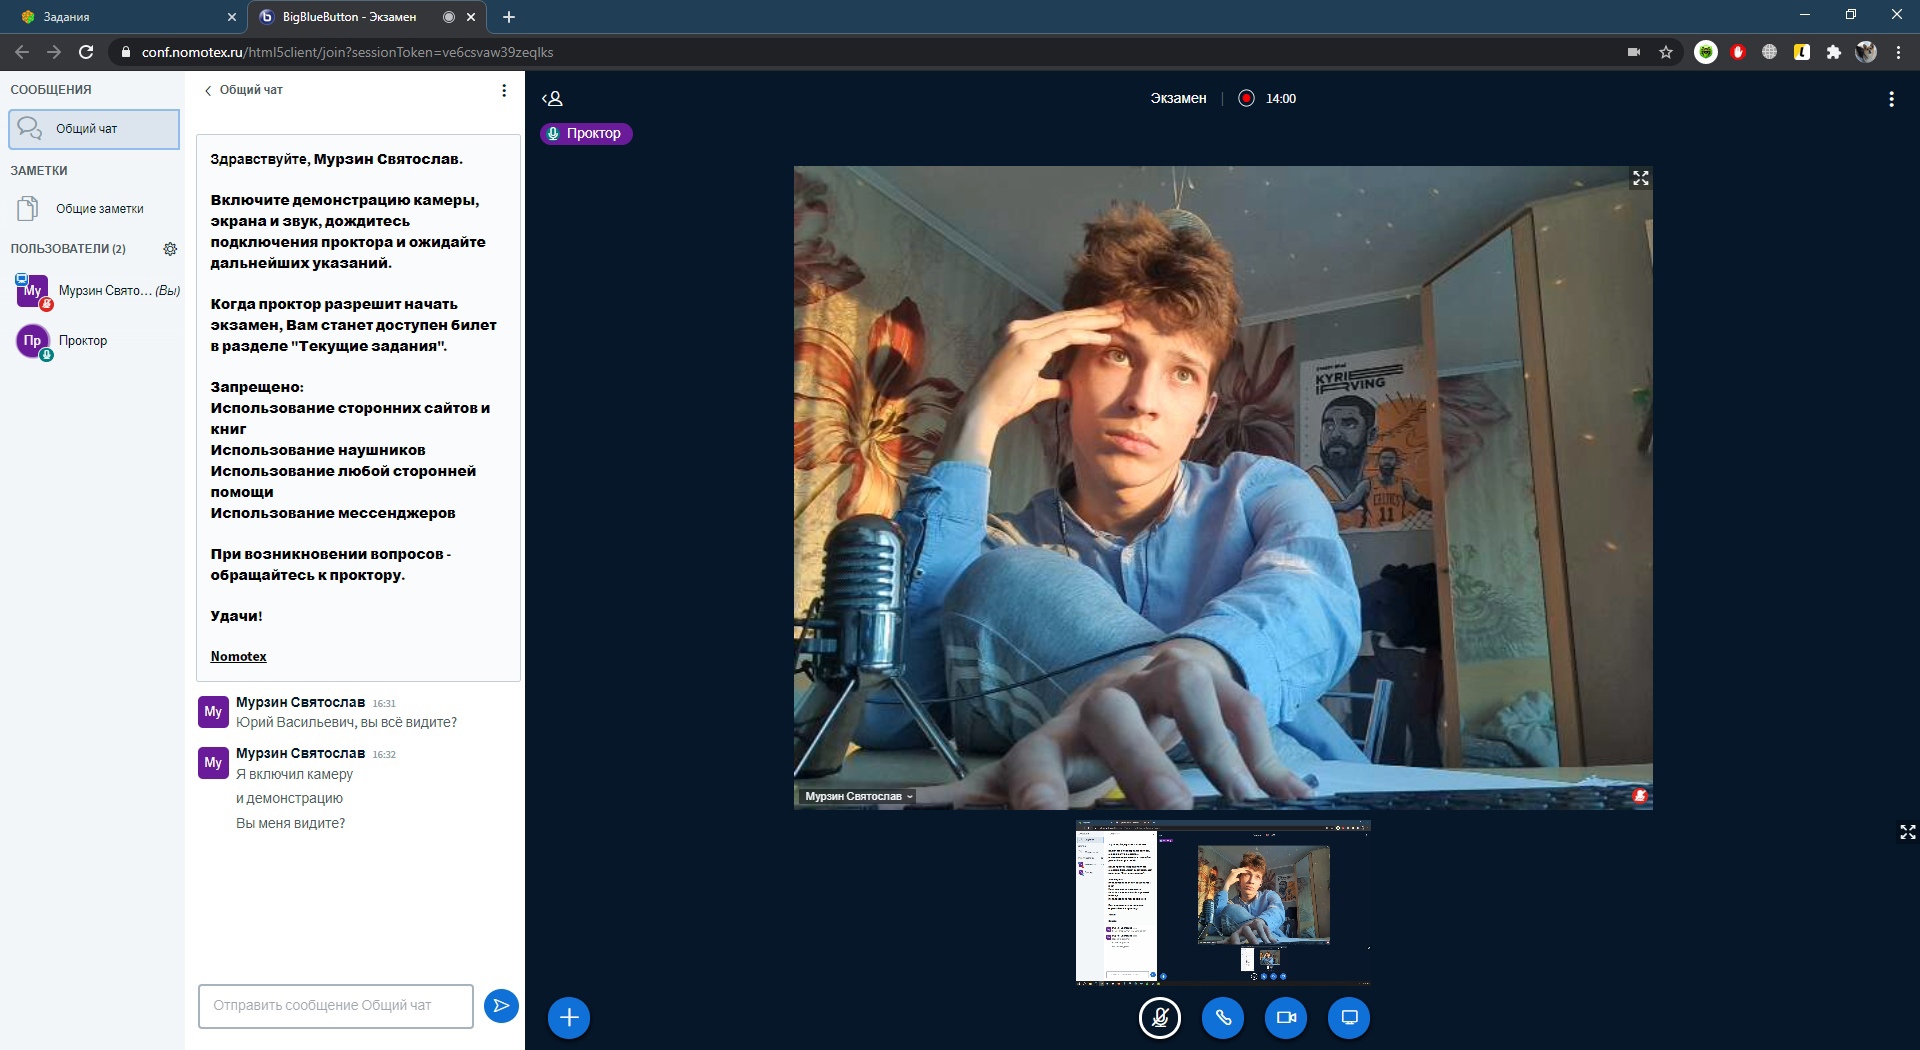 Задания
BigBlueButton - Экзамен
conf.nomotex.ru/html5client/join?sessionToken=ve6csvaw39zeqlks
СООБЩЕНИЯ
Общий чат
ЗАМЕТКИ
Общие заметки
ПОЛЬЗОВАТЕЛИ (2)
Му
Мурзин Свято... (Вы)
Пр
Проктор
Общий чат
Здравствуйте, Мурзин Святослав.
Включите демонстрацию камеры,
экрана и звук, дождитесь
подключения проктора и ожидайте
дальнейших указаний.
Когда проктор разрешит начать
экзамен, Вам станет доступен билет
в разделе "Текущие задания".
Запрещено:
Использование сторонних сайтов и
книг
Использование наушников
Использование любой сторонней
помощи
Использование мессенджеров
При возникновении вопросов -
обращайтесь к проктору.
Удачи!
Nomotex
Му
Мурзин Святослав 16:31
Юрий Васильевич, вы всё видите?
Му
Мурзин Святослав 16:32
Я включил камеру
и демонстрацию
Вы меня видите?
Отправить сообщение Общий чат
Экзамен
14:00
Проктор
KYRIE
IRVING
CELTICS
11
Мурзин Святослав